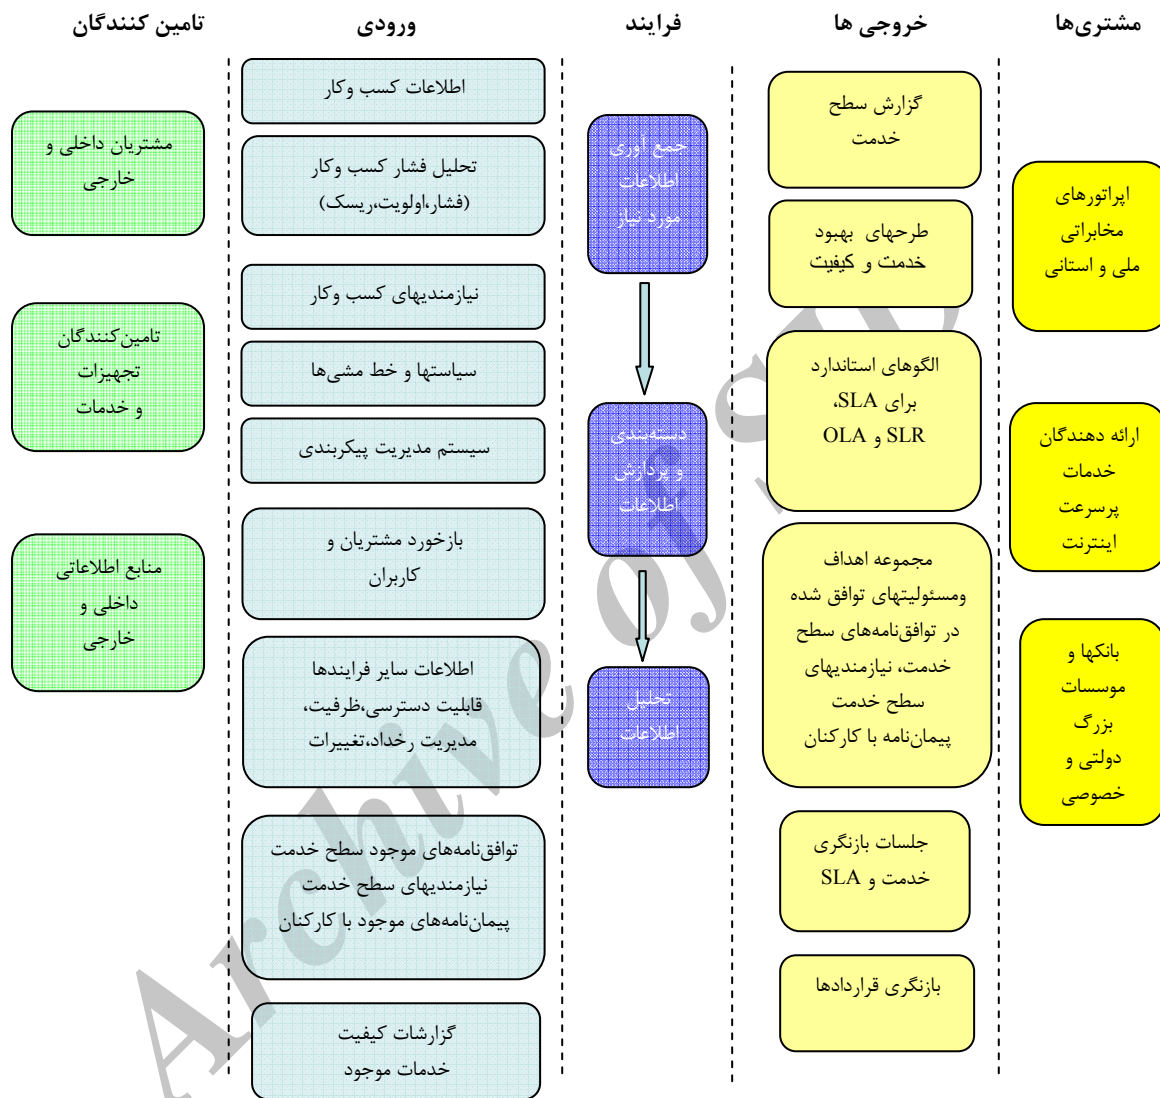 تامین کنندگان
ورودی
فرایند
خروجی ها
مشتری‌ها
مشتریان داخلی و
خارجی
تامین‌کنندگان
تجهیزات
و خدمات
منابع اطلاعاتی
داخلی و
خارجی
اطلاعات کسب وکار
تحلیل فشار کسب وکار
(فشار،اولویت،ریسک)
نیازمندیهای کسب وکار
سیاستها و خط مشی‌ها
سیستم مدیریت پیکربندی
بازخورد مشتریان و
کاربران
اطلاعات سایر فرایندها
قابلیت دسترسی،ظرفیت،
مدیریت رخداد،تغییرات
توافق‌نامه‌های موجود سطح خدمت
نیازمندیهای سطح خدمت
پیمان‌نامه‌های موجود با کارکنان
گزارشات کیفیت
خدمات موجود
جمع آوری
اطلاعات
مورد نیاز
دسته‌بندی
و پردازش
اطلاعات
تحلیل
اطلاعات
گزارش سطح
خدمت
طرحهای بهبود
خدمت و کیفیت
الگوهای استاندارد
برای SLA،
SLR و OLA
مجموعه اهداف
ومسئولیتهای توافق شده
در توافق‌نامه‌های سطح
خدمت، نیازمندیهای
سطح خدمت
پیمان‌نامه با کارکنان
جلسات بازنگری
خدمت و SLA
بازنگری قراردادها
اپراتورهای
مخابراتی
ملی و استانی
ارائه دهندگان
خدمات
پرسرعت
اینترنت
بانکها و
موسسات
بزرگ
دولتی و
خصوصی
Archive of